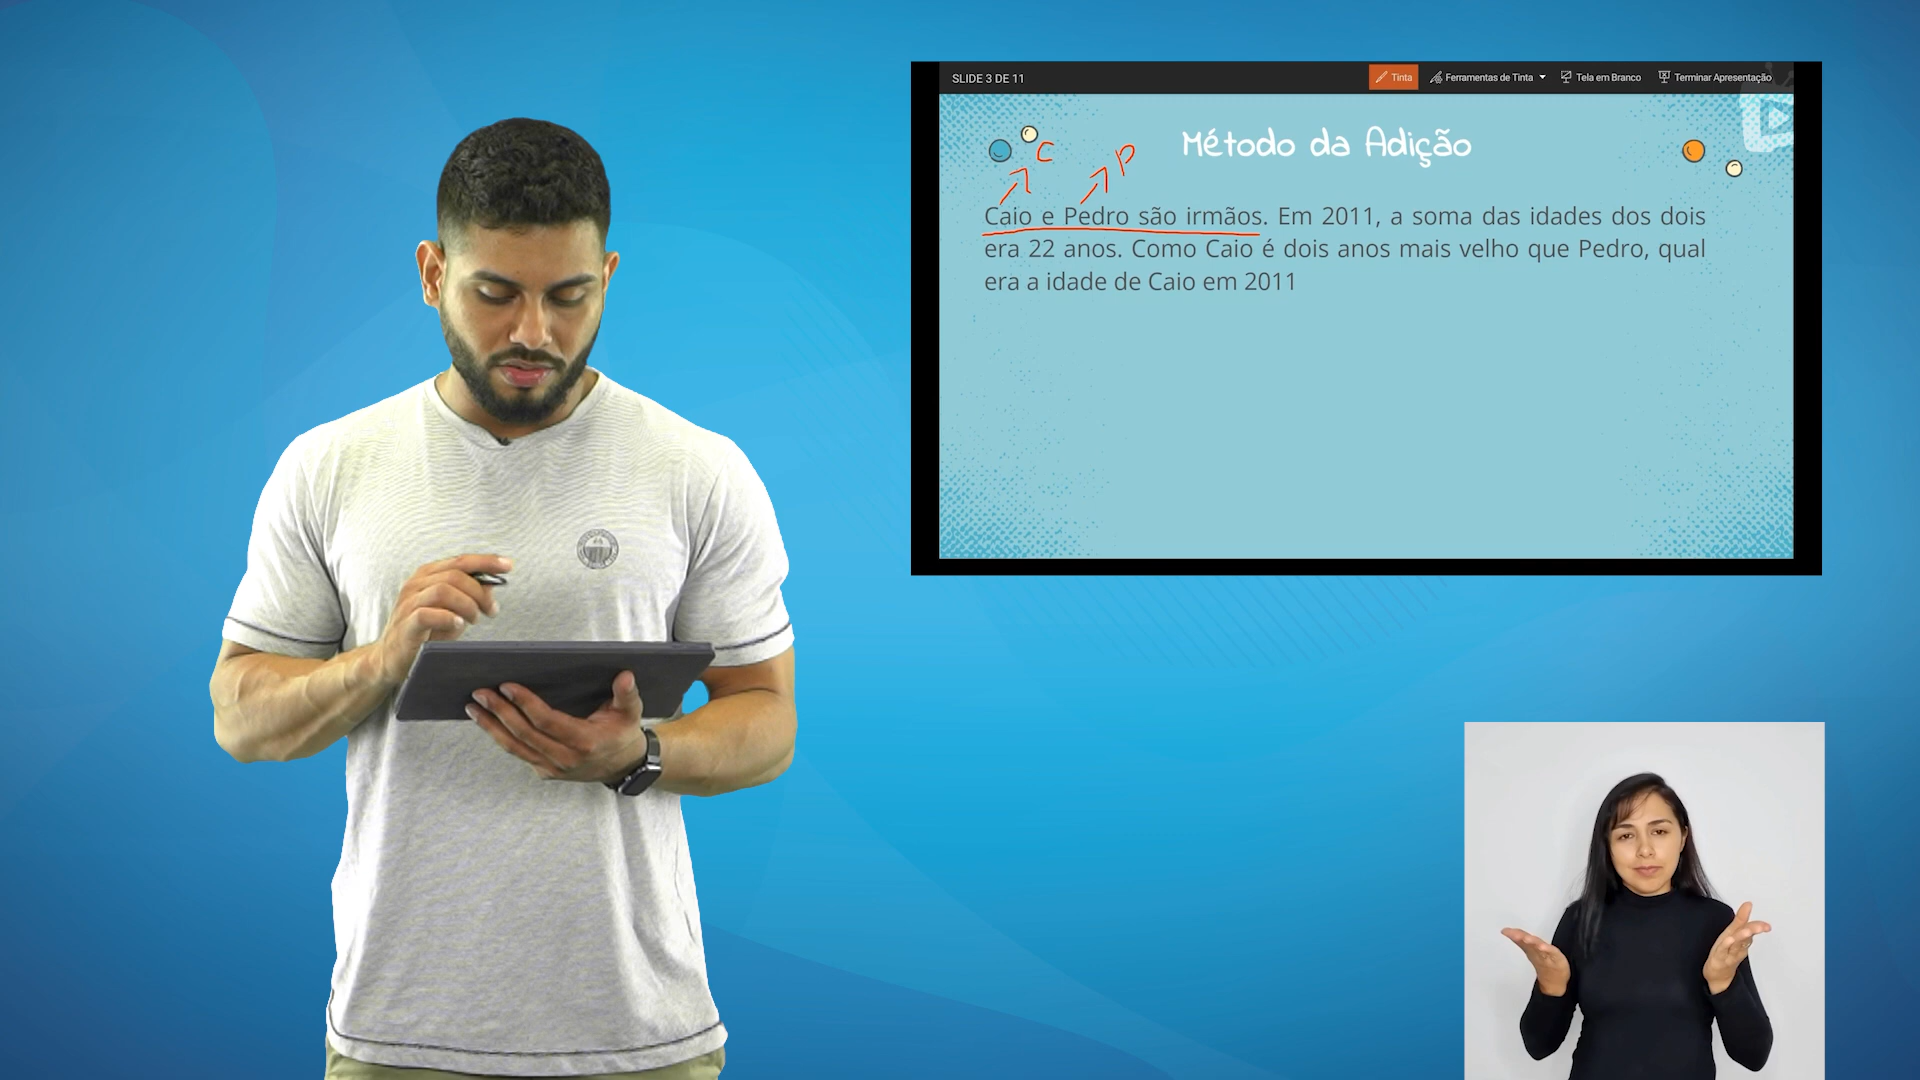 SLIDE 3 DE 11
Tinta
Ferramentas de Tinta
Tela em Branco
Terminar Apresentação
Método da Adição
C
P
Caio e Pedro são irmãos. Em 2011, a soma das idades dos dois
era 22 anos. Como Caio é dois anos mais velho que Pedro, qual
era a idade de Caio em 2011